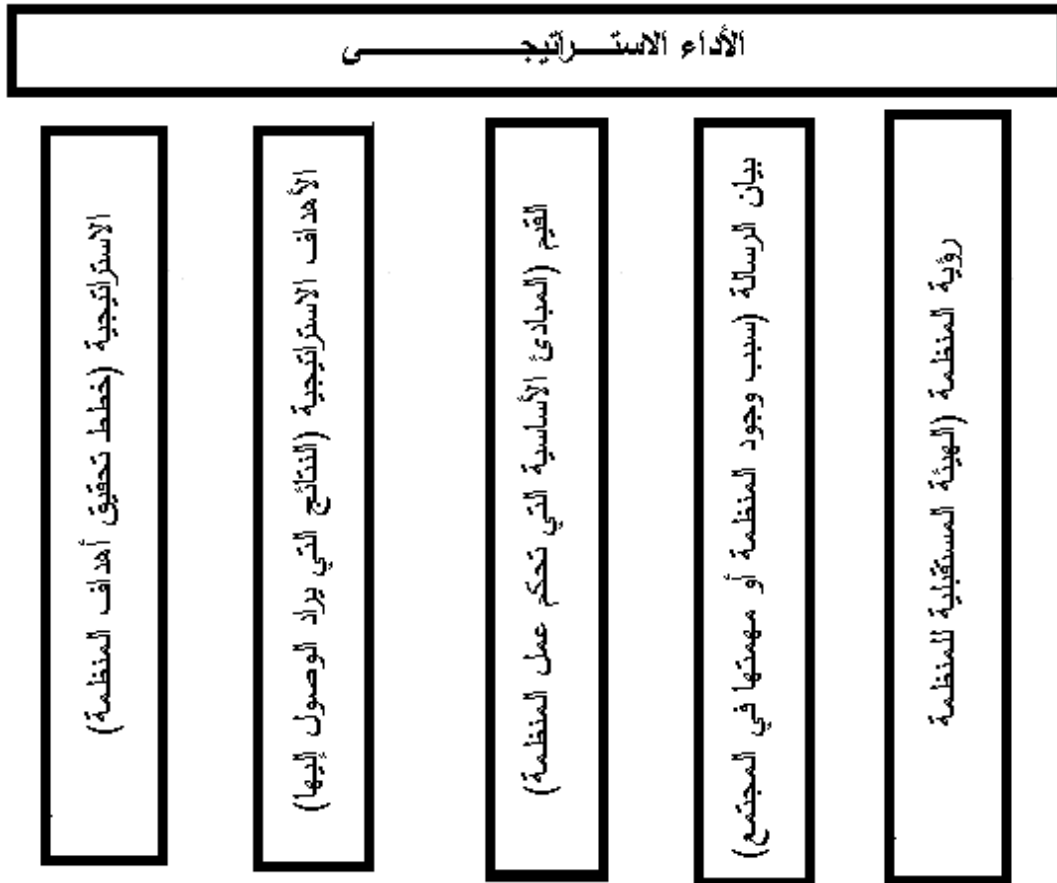 الأداء الاستراتيجى
رؤية المنظمة (الهيئة المستقبلية للمنظمة
بيان الرسالة (سبب وجود المنظمة أو مهمتها في المجتمع)
القيم (المبادئ الأساسية التي تحكم عمل المنظمة)
الأهداف الاستراتيجية (النتائج التي يراد الوصول إليها)
الاستراتيجية (خطط تحقيق أهداف المنظمة)